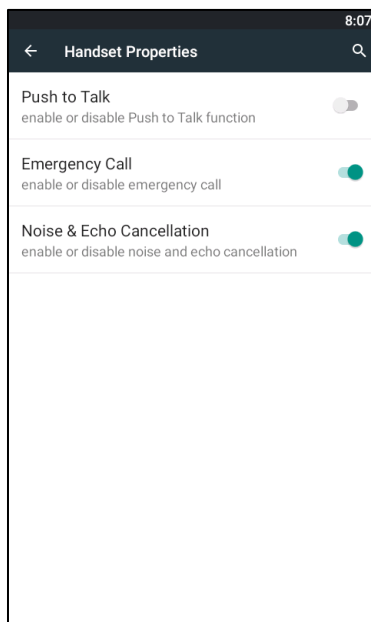 8:07
Handset Properties
Push to Talk
enable or disable Push to Talk function
Emergency Call
enable or disable emergency call
Noise & Echo Cancellation
enable or disable noise and echo cancellation